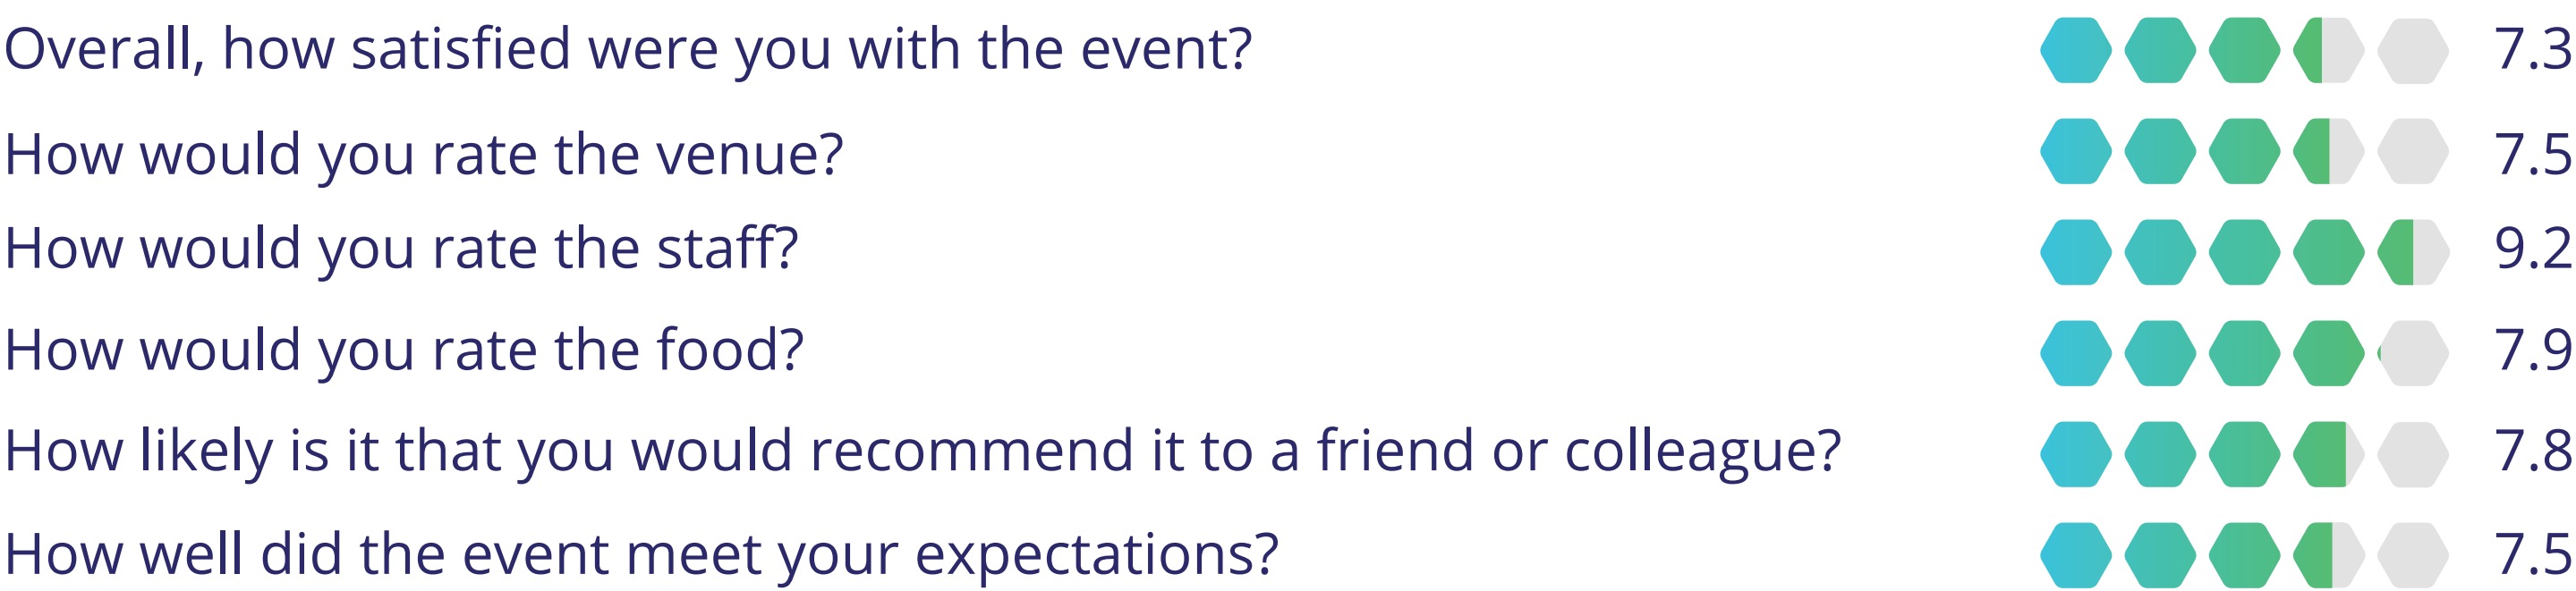 Overall, how satisfied were you with the event? 7.3
How would you rate the venue? 7.5
How would you rate the staff? 9.2
How would you rate the food? 7.9
How likely is it that you would recommend it to a friend or colleague? 7.8
How well did the event meet your expectations? 7.5